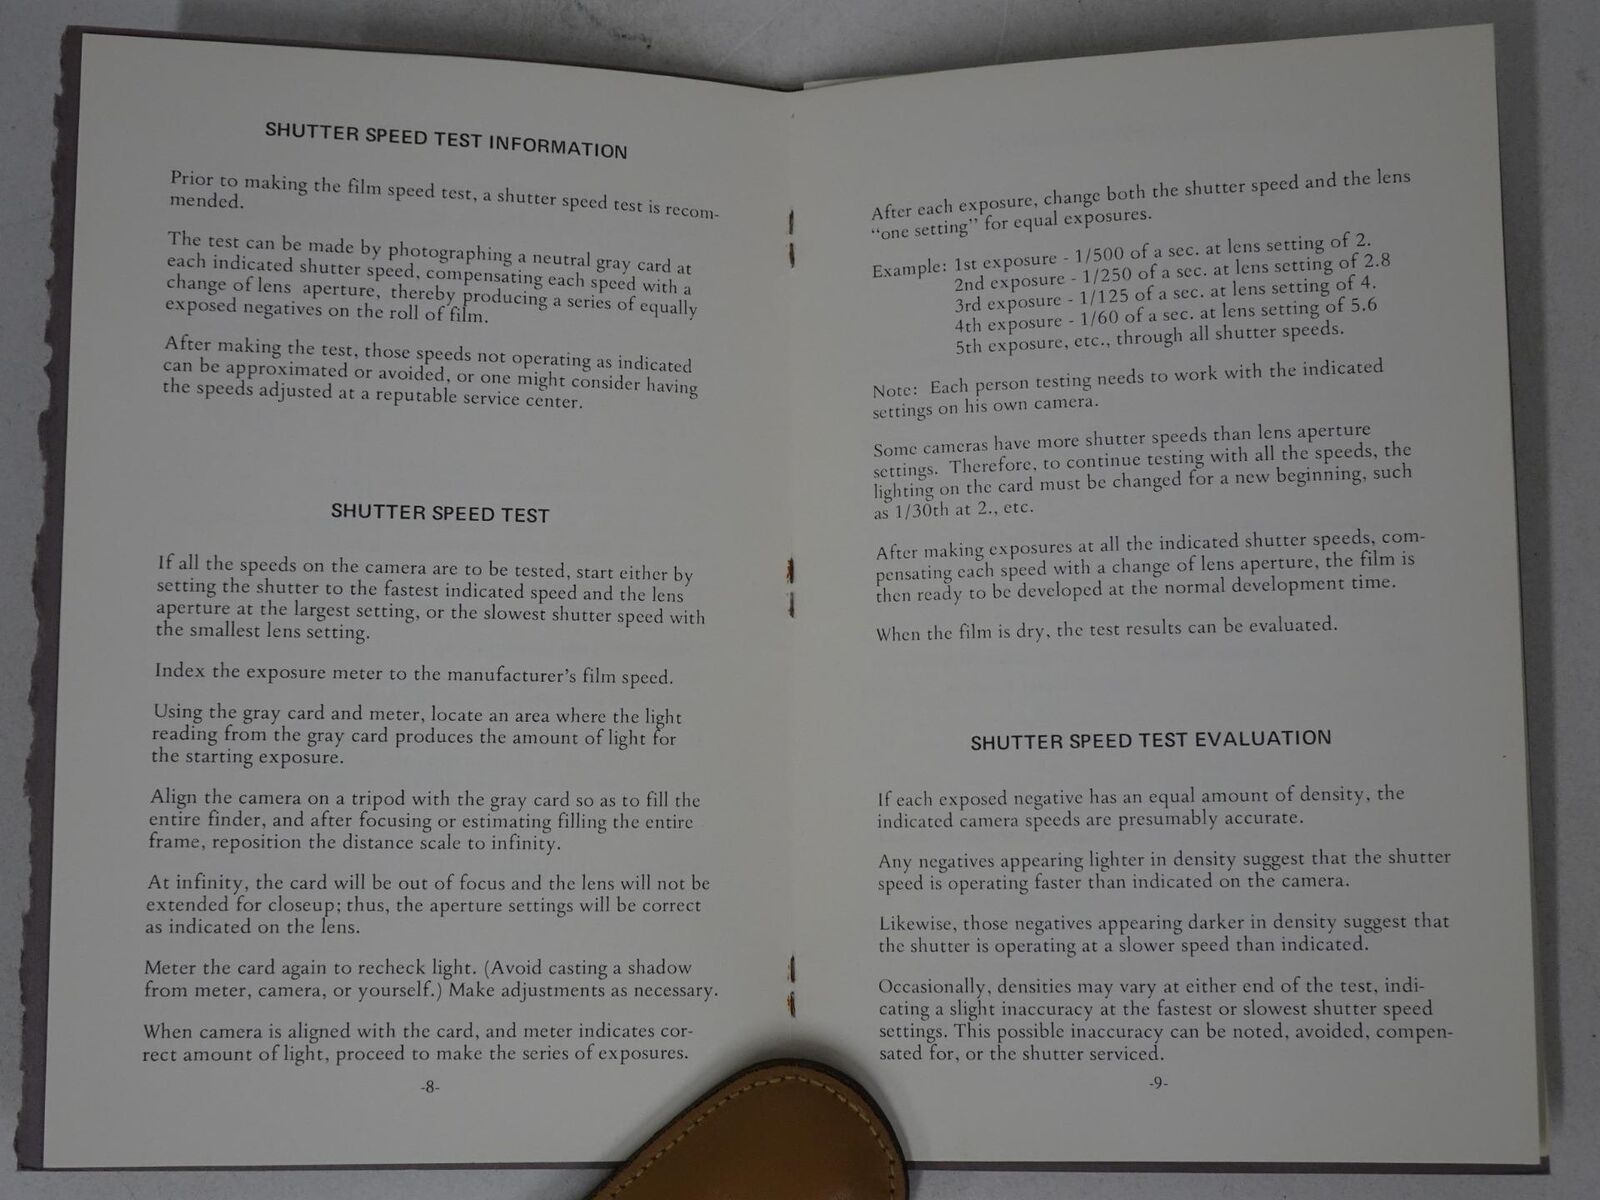 SHUTTER SPEED TEST INFORMATION
Prior to making the film speed test, a shutter speed test is recom-
mended.
The test can be made by photographing a neutral gray card at
each indicated shutter speed, compensating each speed with a
change of lens aperture, thereby producing a series of equally
exposed negatives on the roll of film.
After making the test, those speeds not operating as indicated
can be approximated or avoided, or one might consider having
the speeds adjusted at a reputable service center.
SHUTTER SPEED TEST
If all the speeds on the camera are to be tested, start either by
setting the shutter to the fastest indicated speed and the lens
aperture at the largest setting, or the slowest shutter speed with
the smallest lens setting.
Index the exposure meter to the manufacturer's film speed.
Using the gray card and meter, locate an area where the light
reading from the gray card produces the amount of light for
the starting exposure.
Align the camera on a tripod with the gray card so as to fill the
entire finder, and after focusing or estimating filling the entire
frame, reposition the distance scale to infinity.
At infinity, the card will be out of focus and the lens will not be
extended for closeup; thus, the aperture settings will be correct
as indicated on the lens.
Meter the card again to recheck light. (Avoid casting a shadow
from meter, camera, or yourself.) Make adjustments as necessary.
When camera is aligned with the card, and meter indicates cor-
rect amount of light, proceed to make the series of exposures.
-8-
After each exposure, change both the shutter speed and the lens
"one setting" for equal exposures.
Example: 1st exposure - 1/500 of a sec. at lens setting of 2.
2nd exposure - 1/250 of a sec. at lens setting of 2.8
3rd exposure - 1/125 of a sec. at lens setting of 4.
4th exposure - 1/60 of a sec. at lens setting of 5.6
5th exposure, etc., through all shutter speeds.
Note: Each person testing needs to work with the indicated
settings on his own camera.
Some cameras have more shutter speeds than lens aperture
settings. Therefore, to continue testing with all the speeds, the
lighting on the card must be changed for a new beginning, such
as 1/30th at 2., etc.
After making exposures at all the indicated shutter speeds, com-
pensating each speed with a change of lens aperture, the film is
then ready to be developed at the normal development time.
When the film is dry, the test results can be evaluated.
SHUTTER SPEED TEST EVALUATION
If each exposed negative has an equal amount of density, the
indicated camera speeds are presumably accurate.
Any negatives appearing lighter in density suggest that the shutter
speed is operating faster than indicated on the camera.
Likewise, those negatives appearing darker in density suggest that
the shutter is operating at a slower speed than indicated.
Occasionally, densities may vary at either end of the test, indi-
cating a slight inaccuracy at the fastest or slowest shutter speed
settings. This possible inaccuracy can be noted, avoided, compen-
sated for, or the shutter serviced.
-9-